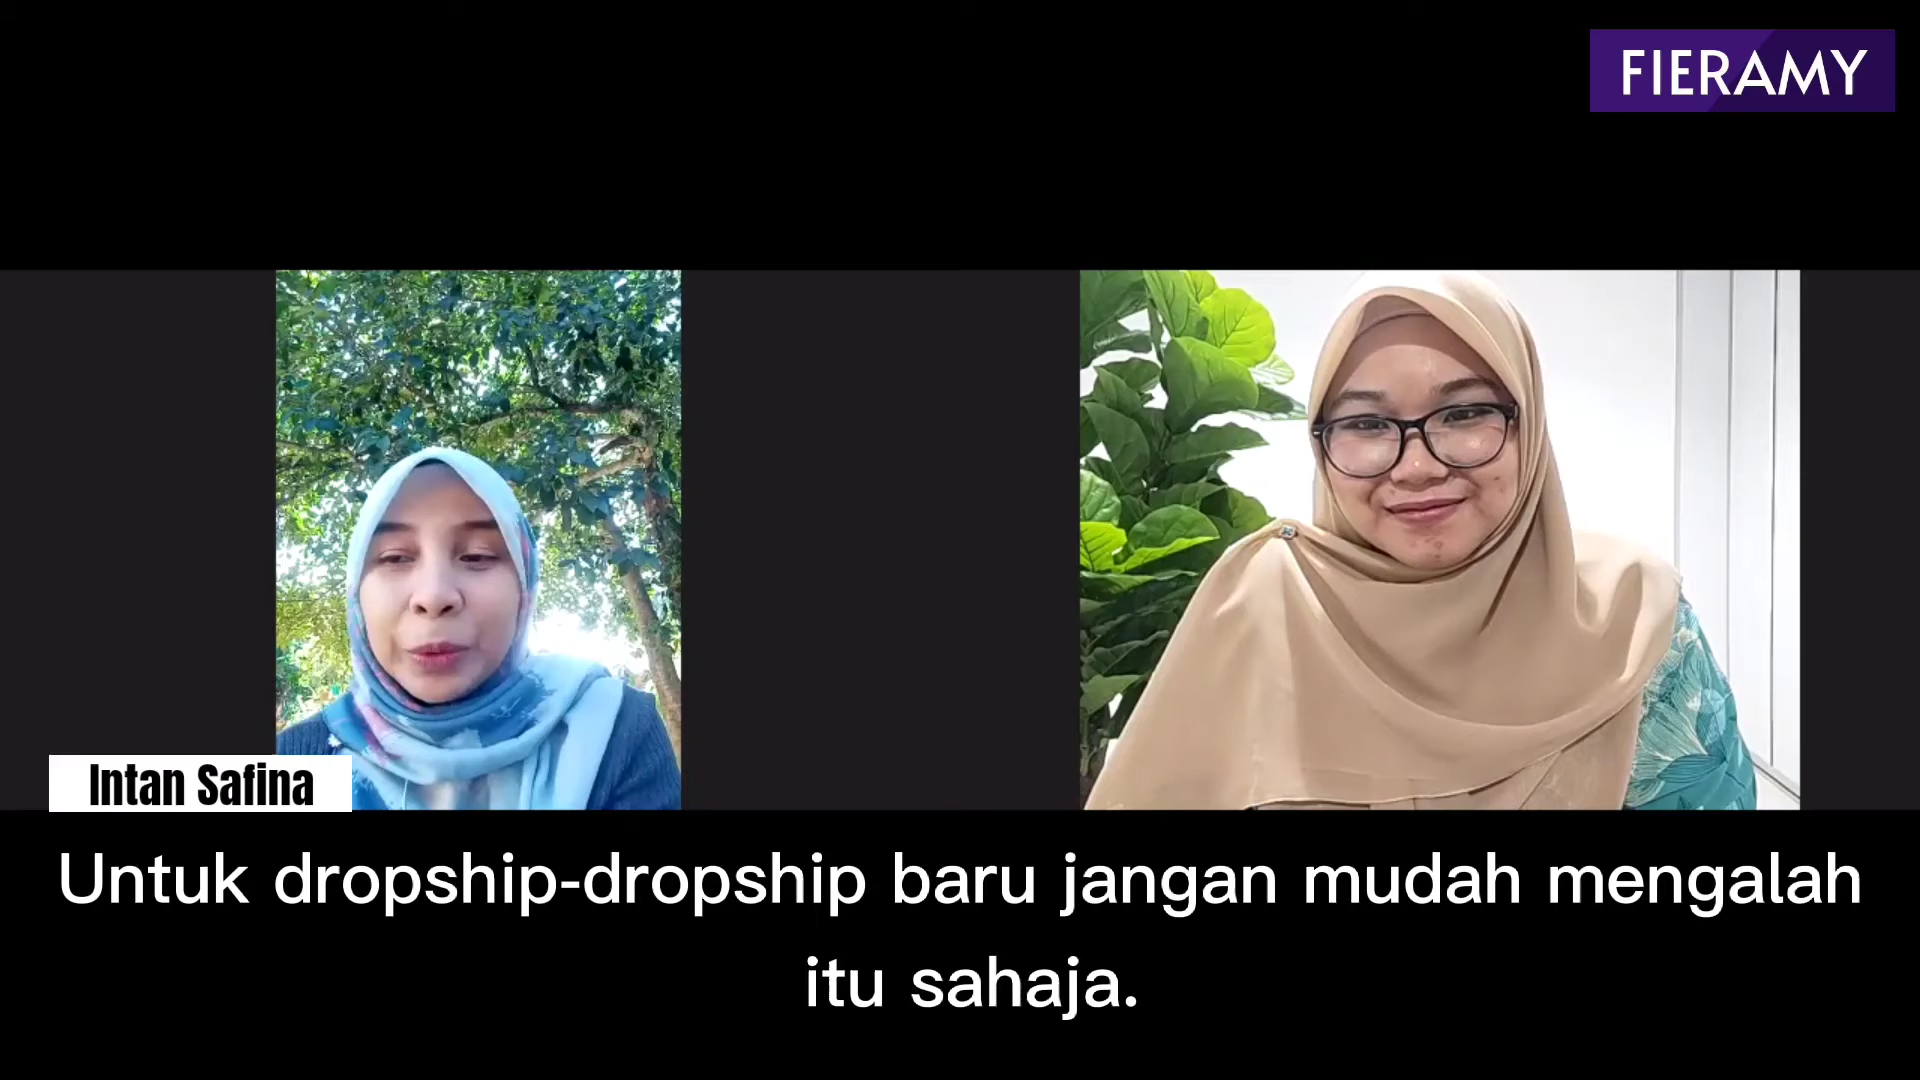 FIERAMY
Intan Safina
Untuk dropship-dropship baru jangan mudah mengalah
itu sahaja.